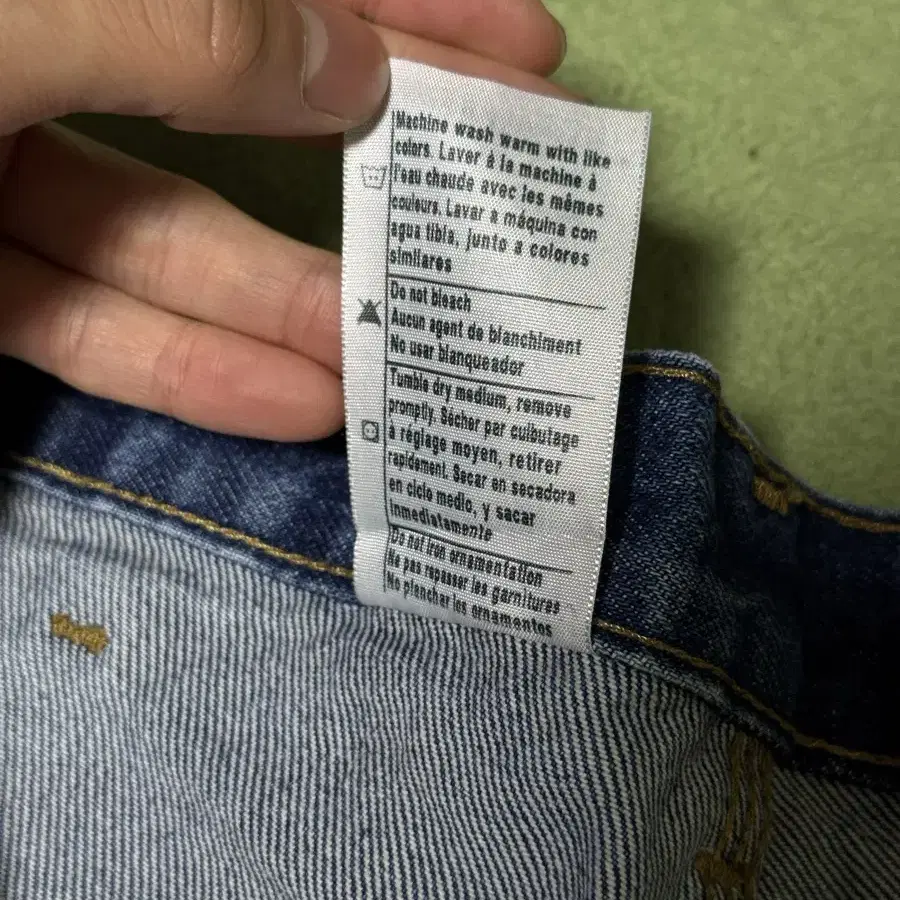 Machine wash warm with like
colors. Laver à la machine à
l'eau chaude avec les mêmes
couleurs. Lavar a máquina con
agua tibia, junto a colores
similares
Do not bleach
Aucun agent de blanchiment
No usar blanqueador
Tumble dry medium, remove
promptly. Sécher par culbutage
à réglage moyen, retirer
rapidement. Secar en secadora
en ciclo medio, y sacar
inmediatamente
Do not iron ornamentation
Ne pas repasser les garnitures
No planchar los ornamentos